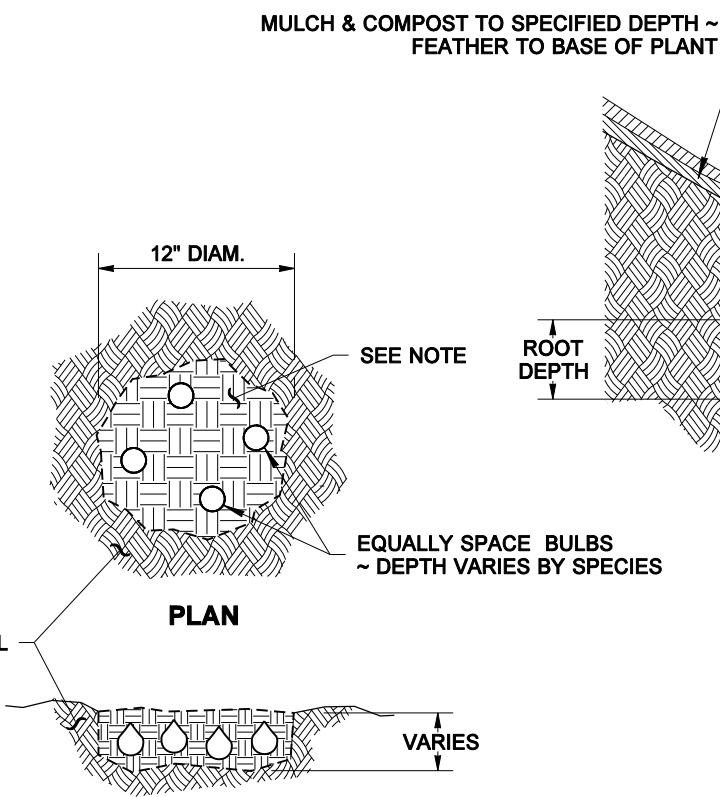 MULCH & COMPOST TO SPECIFIED DEPTH ~
FEATHER TO BASE OF PLANT
12" DIAM.
SEE NOTE
ROOT
DEPTH
EQUALLY SPACE BULBS
~ DEPTH VARIES BY SPECIES
PLAN
VARIES